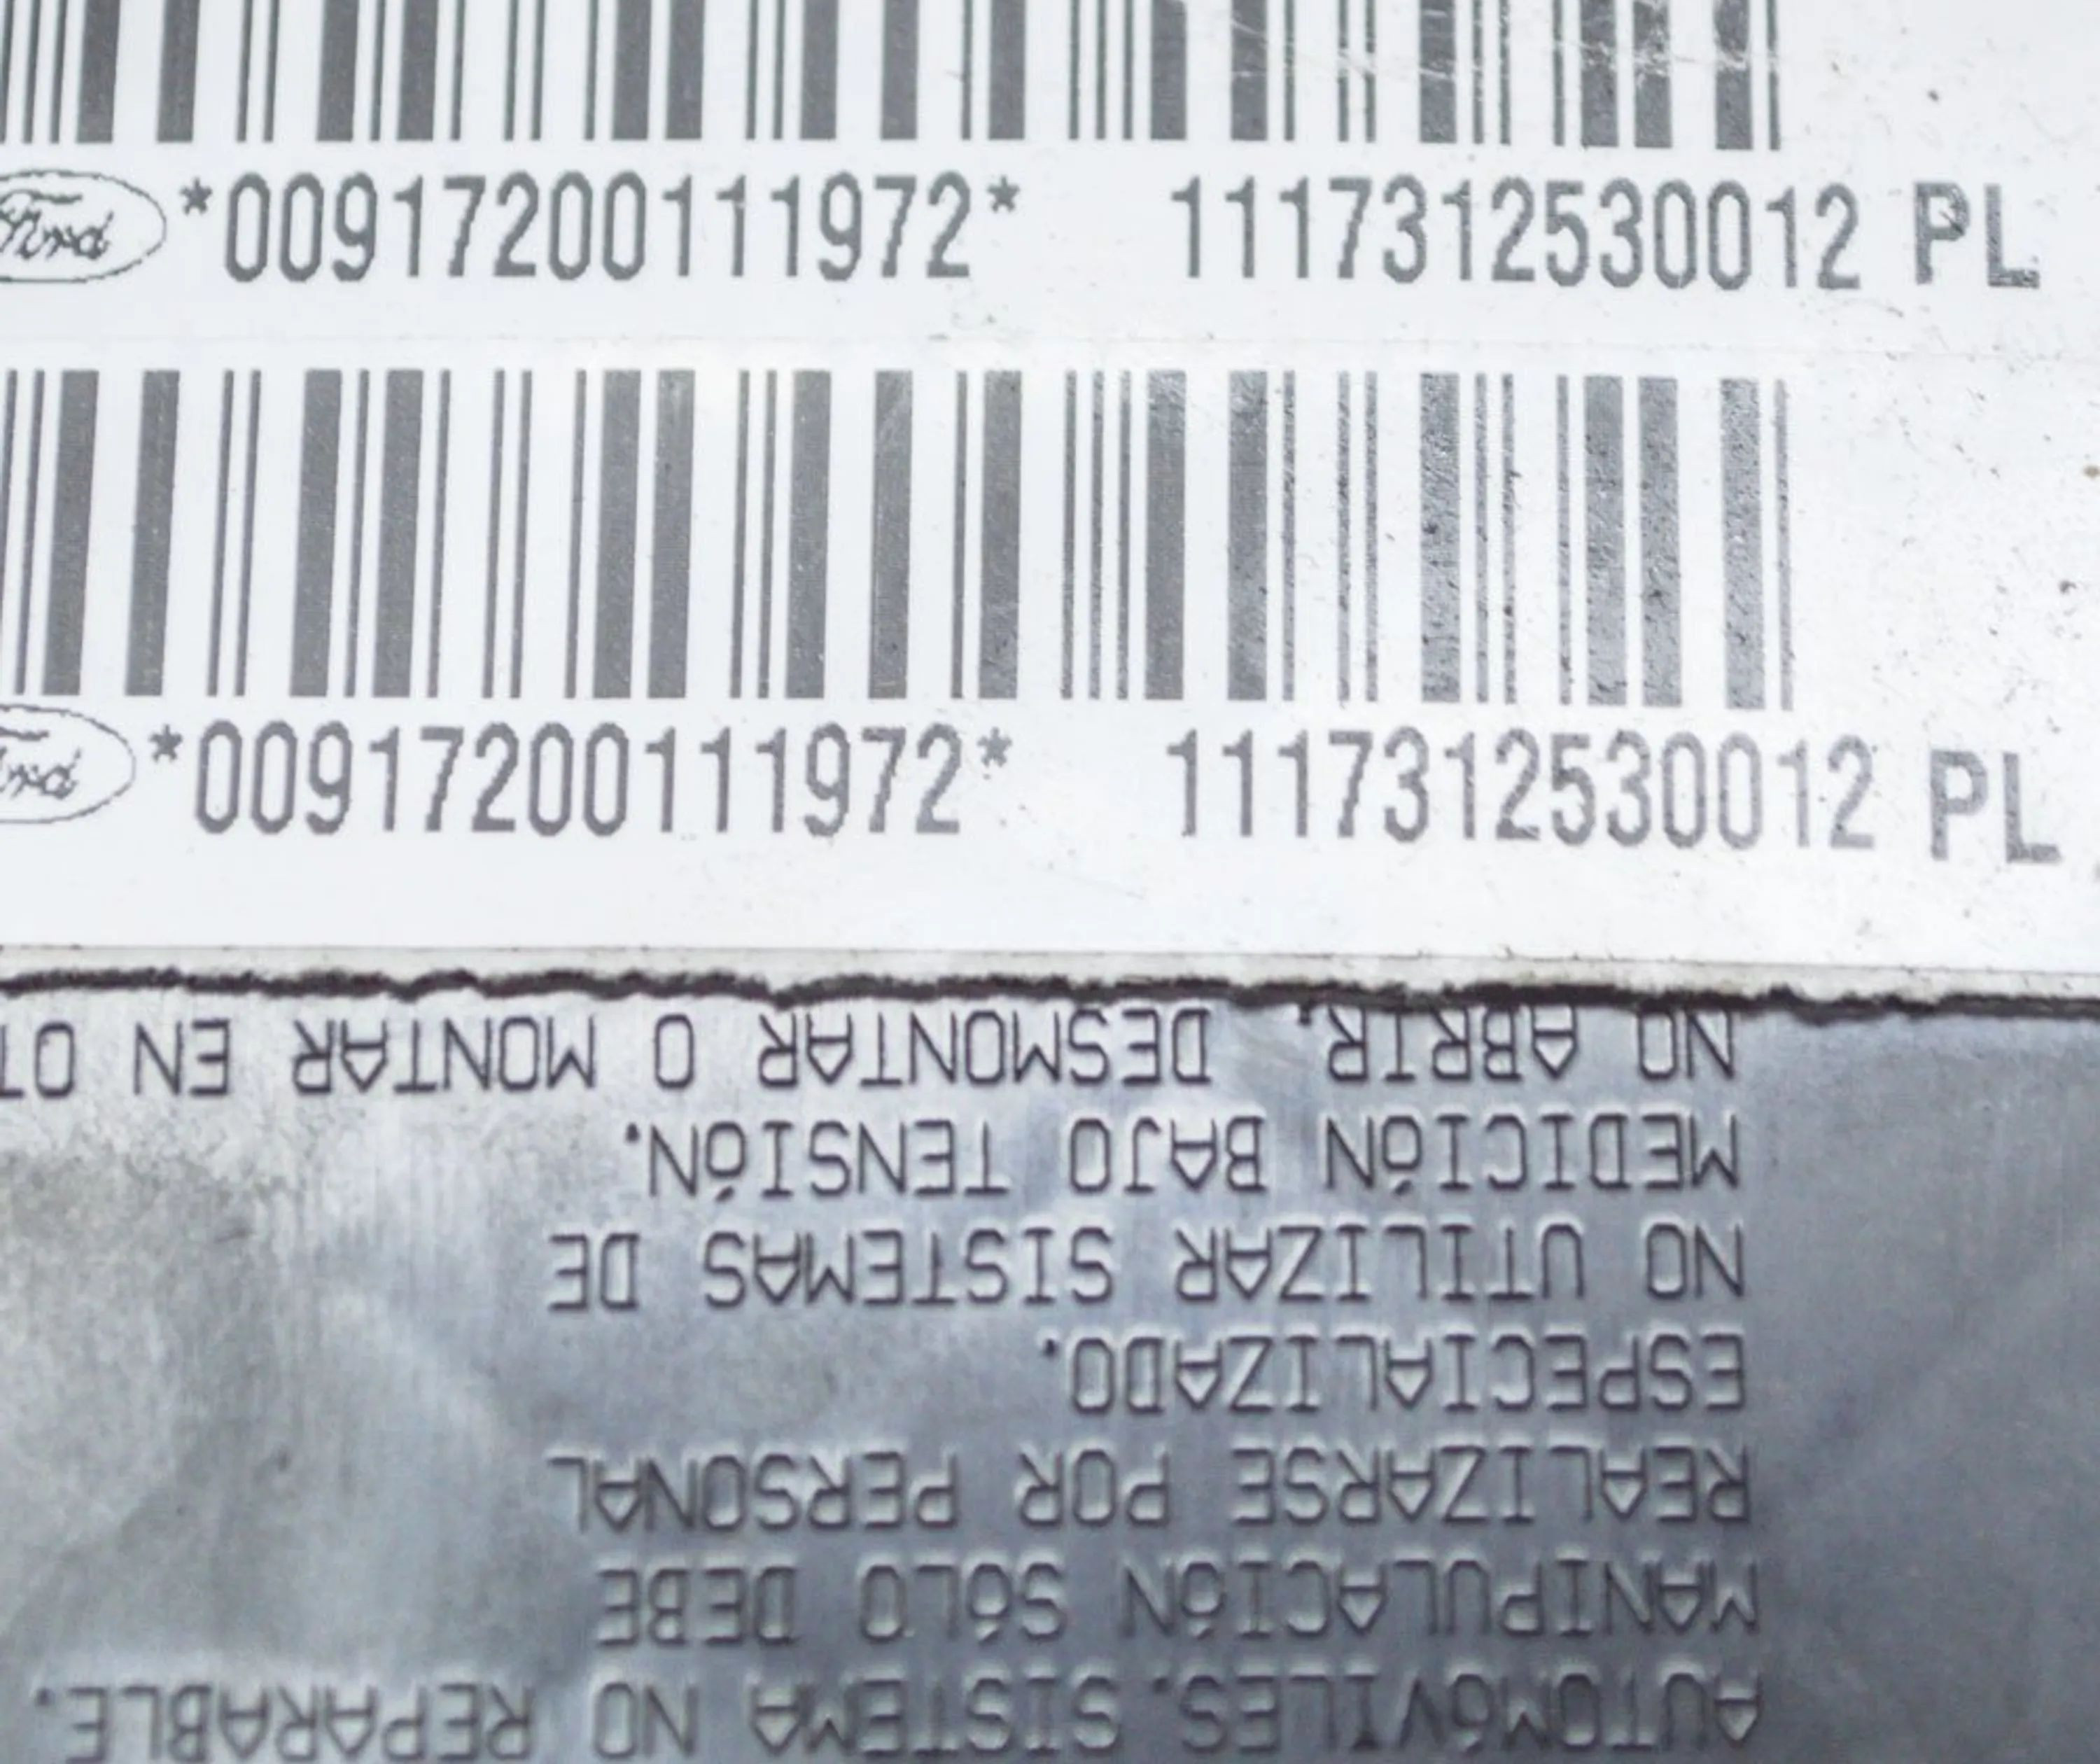 Ford *00917200111972* 1117312530012 PL
Ford *00917200111972* 1117312530012 PL
AUTOMÓVILES. SISTEMA NO REPARABLE.
MANIPULACIÓN SÓLO DEBE
REALIZARSE POR PERSONAL
ESPECIALIZADO.
NO UTILIZAR SISTEMAS DE
MEDICIÓN BAJO TENSIÓN.
NO ABRIR. DESMONTAR O MONTAR EN OT